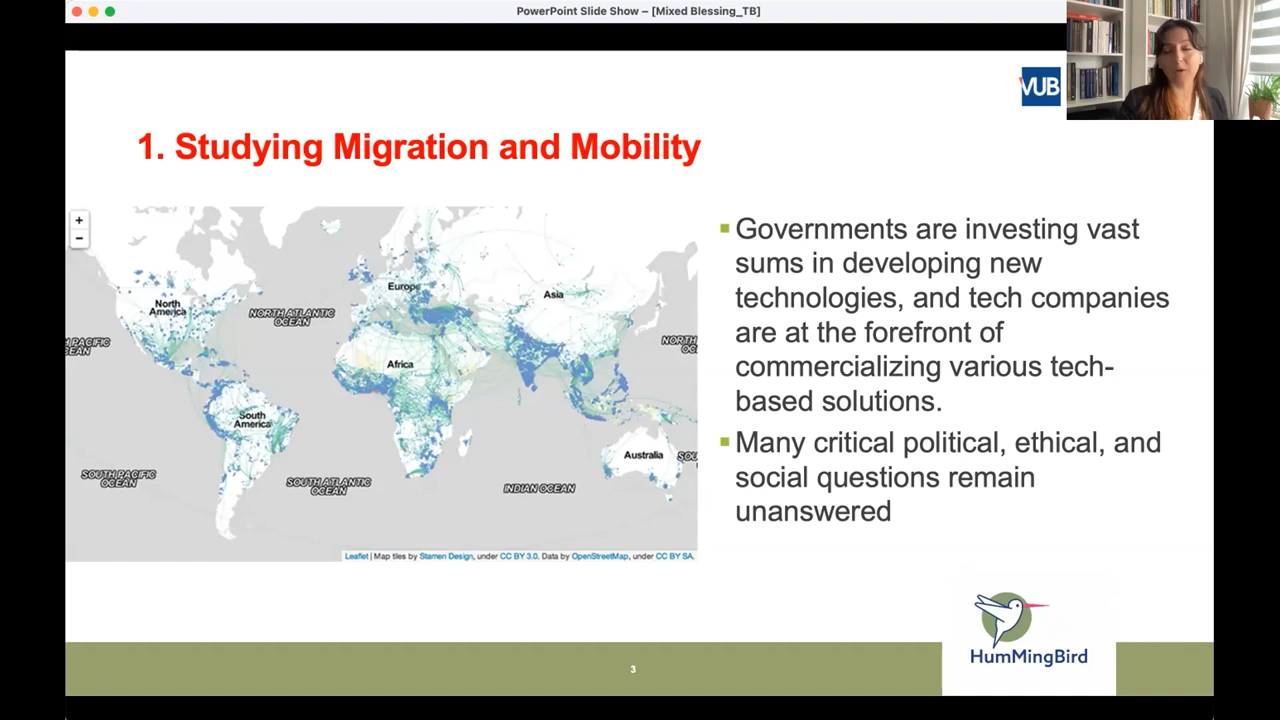 PowerPoint Slide Show – [Mixed Blessing_TB]
VUB
1. Studying Migration and Mobility
+
−
North
America
Europe
Asia
NORTH ATLANTIC
OCEAN
Africa
South
America
Australia
SOUTH PACIFIC
OCEAN
SOUTH ATLANTIC
OCEAN
INDIAN OCEAN
Leaflet | Map tiles by Stamen Design, under CC BY 3.0. Data by OpenStreetMap, under CC BY SA.
Governments are investing vast
sums in developing new
technologies, and tech companies
are at the forefront of
commercializing various tech-
based solutions.
Many critical political, ethical, and
social questions remain
unanswered
HumMingBird
3